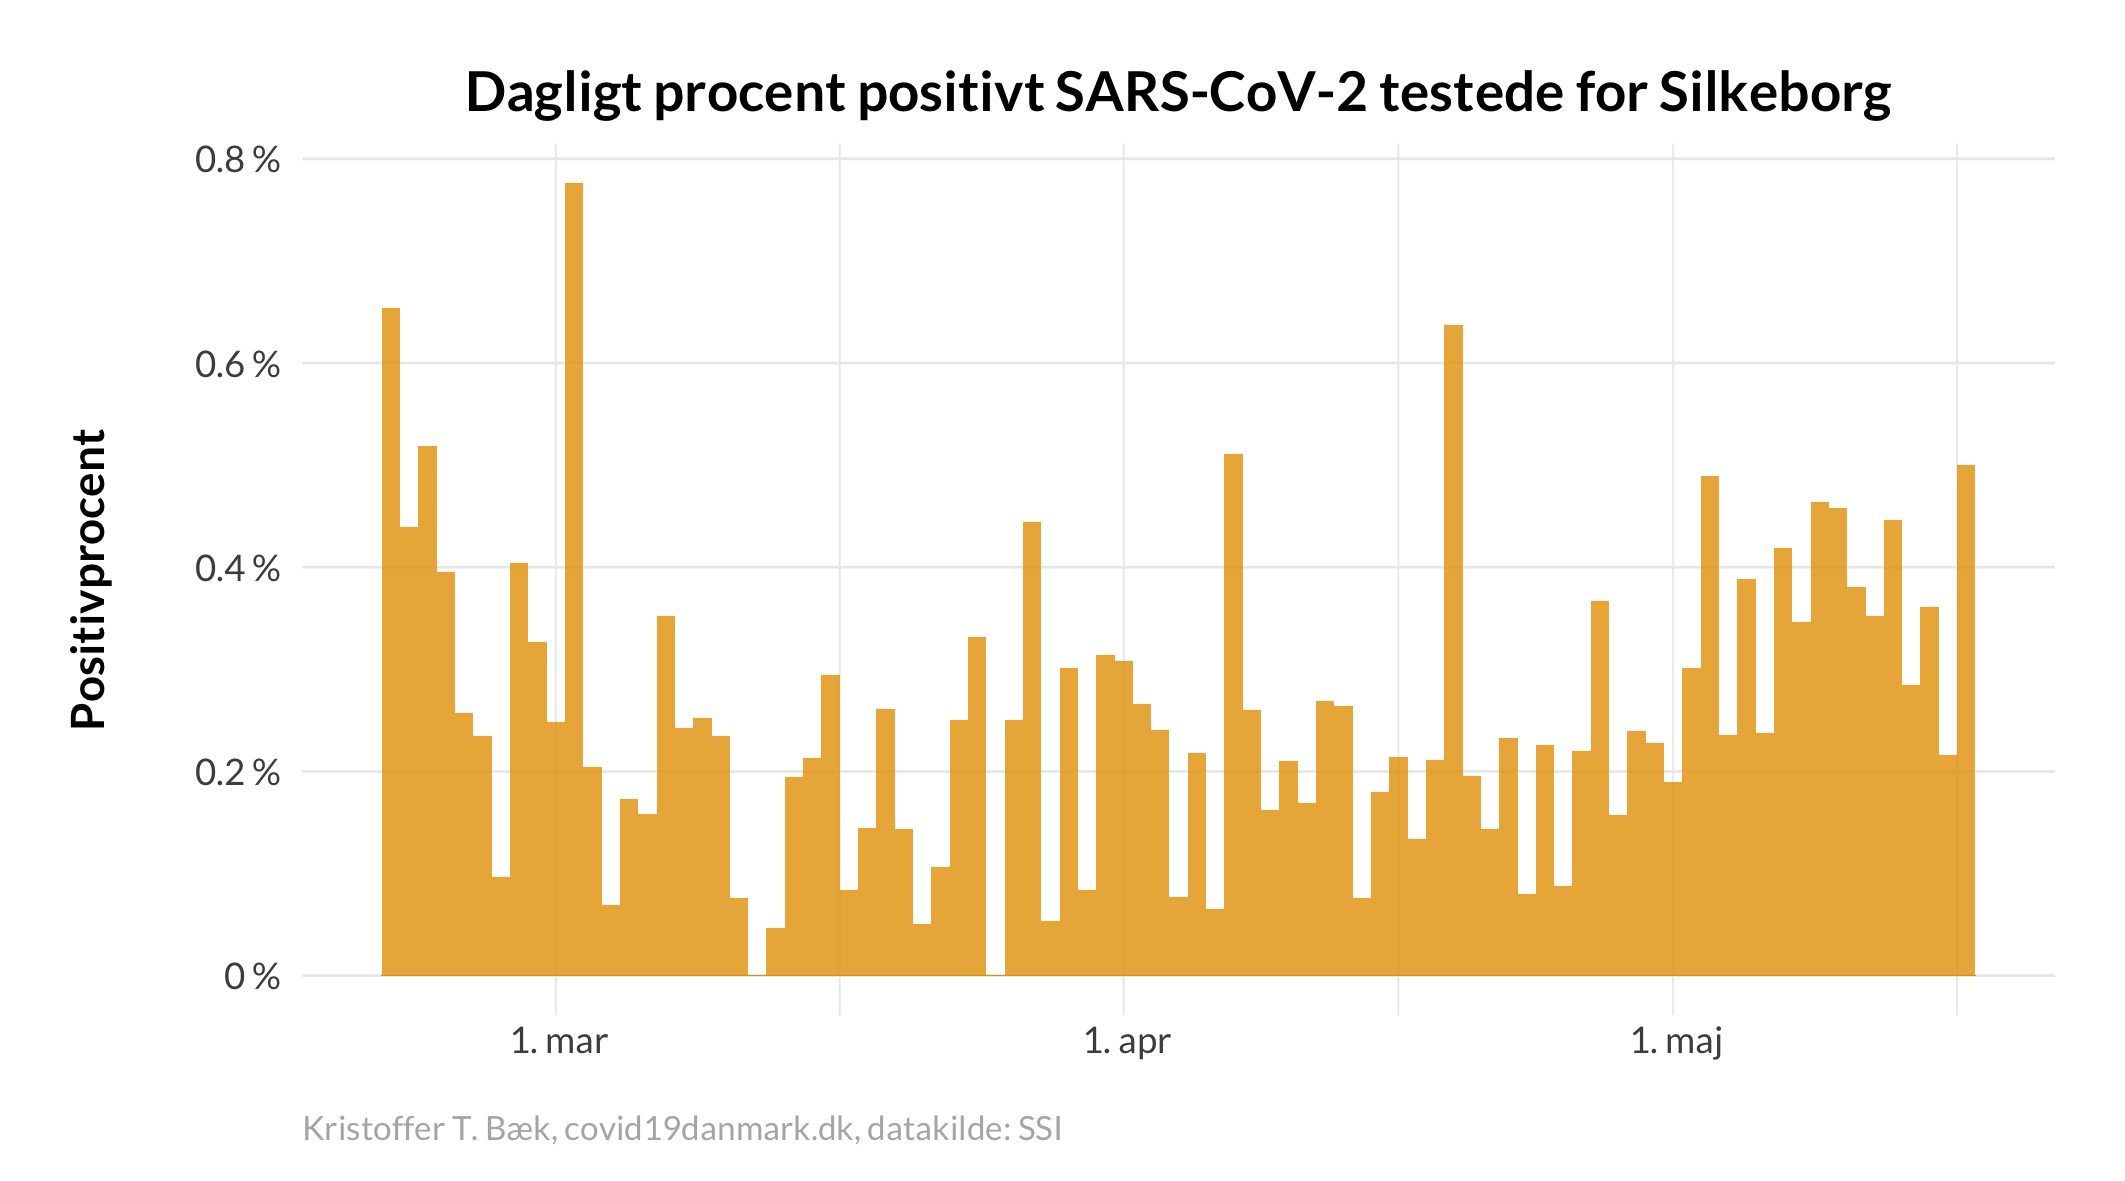 Dagligt procent positivt SARS-CoV-2 testede for Silkeborg
Positivprocent
0.8 %
0.6 %
0.4 %
0.2 %
0 %
1. mar
1. apr
1. maj
Kristoffer T. Bæk, covid19danmark.dk, datakilde: SSI